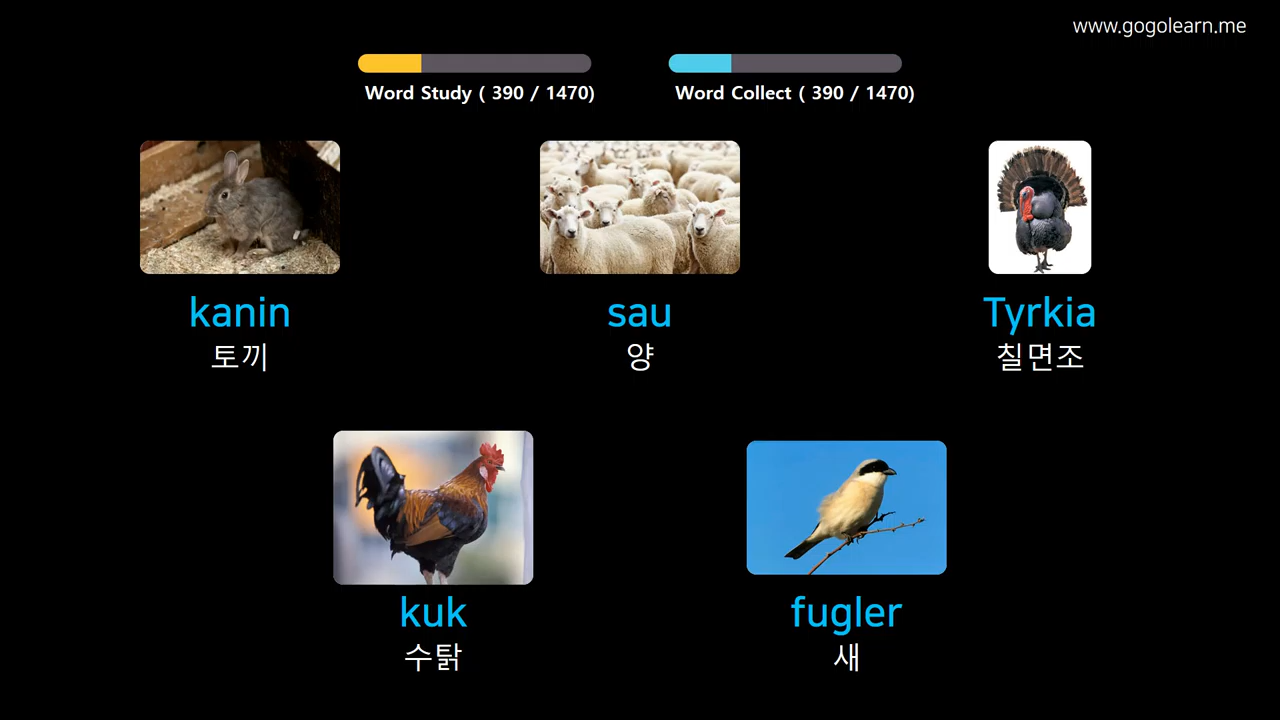 www.gogolearn.me
Word Study ( 390 / 1470)
Word Collect ( 390 / 1470)
kanin
토끼
sau
양
Tyrkia
칠면조
kuk
수탉
fugler
새